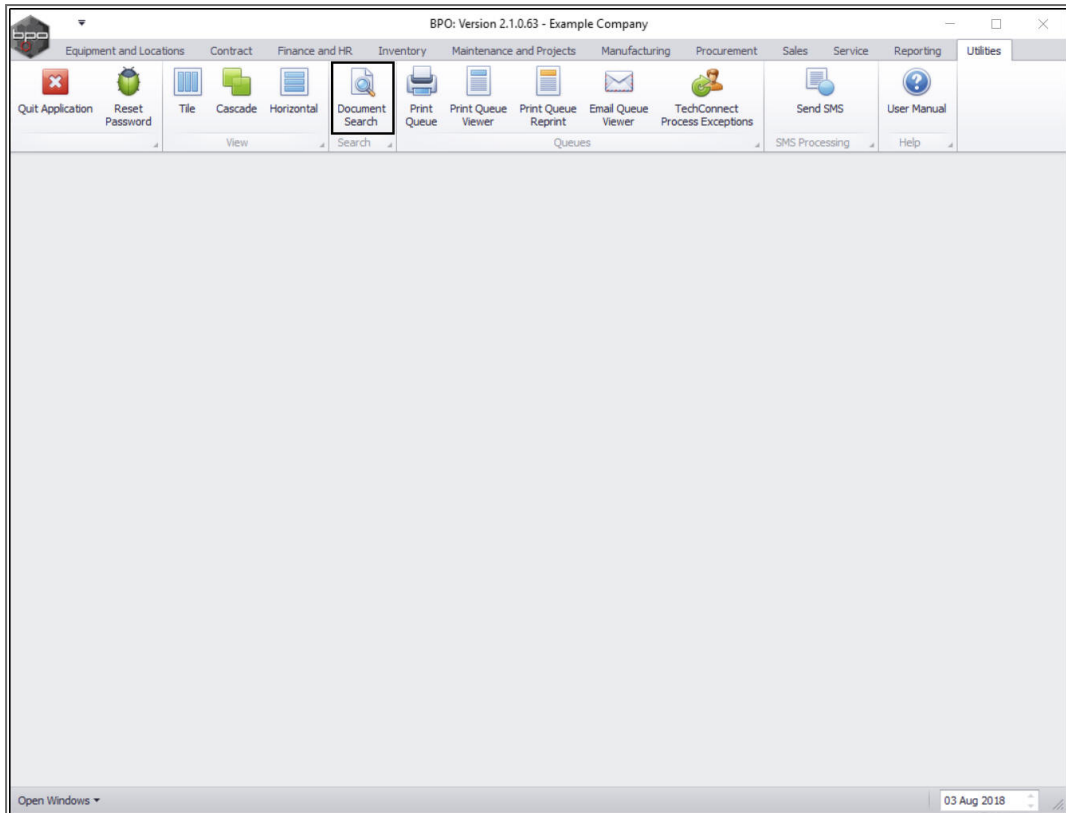 bpo
BPO: Version 2.1.0.63 - Example Company
Equipment and Locations Contract Finance and HR Inventory Maintenance and Projects Manufacturing Procurement Sales Service Reporting Utilities
Quit Application Reset Password Tile Cascade Horizontal Document Search Print Queue Print Queue Viewer Print Queue Reprint Email Queue Viewer TechConnect Process Exceptions Send SMS User Manual
View Search Queues SMS Processing Help
Open Windows 03 Aug 2018